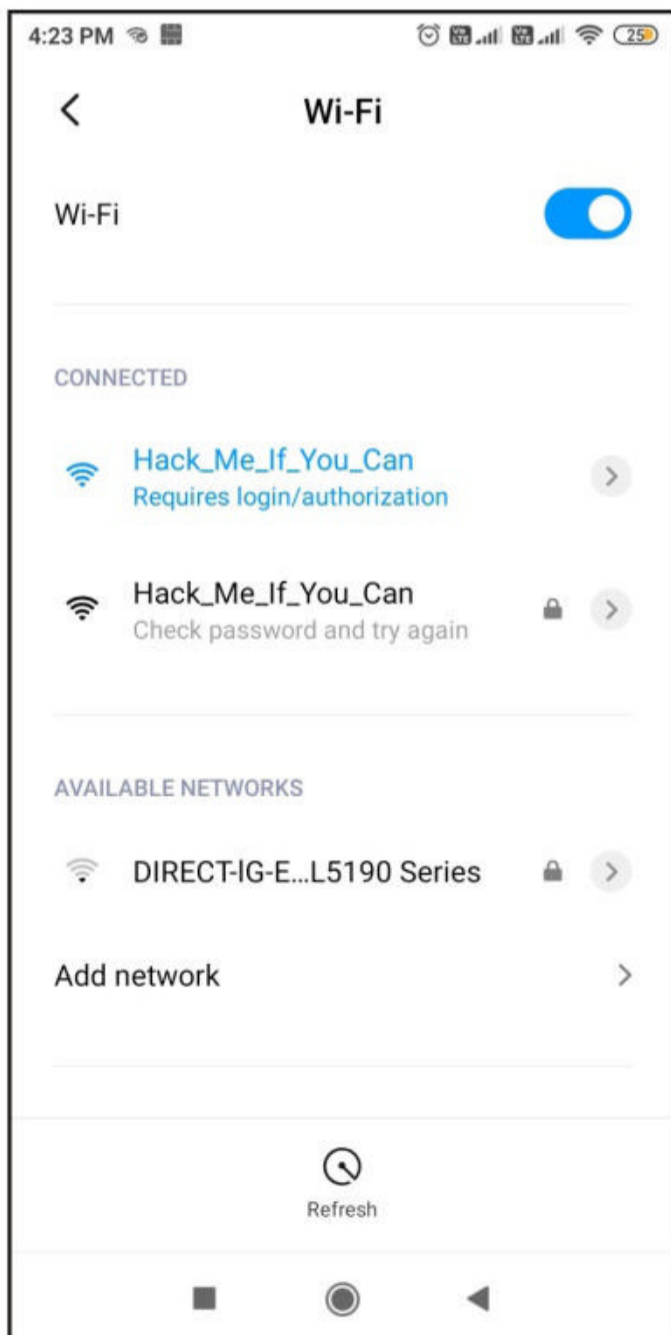 4:23 PM 25
Wi-Fi
Wi-Fi
CONNECTED
Hack_Me_If_You_Can
Requires login/authorization
Hack_Me_If_You_Can
Check password and try again
AVAILABLE NETWORKS
DIRECT-lG-E...L5190 Series
Add network
Refresh